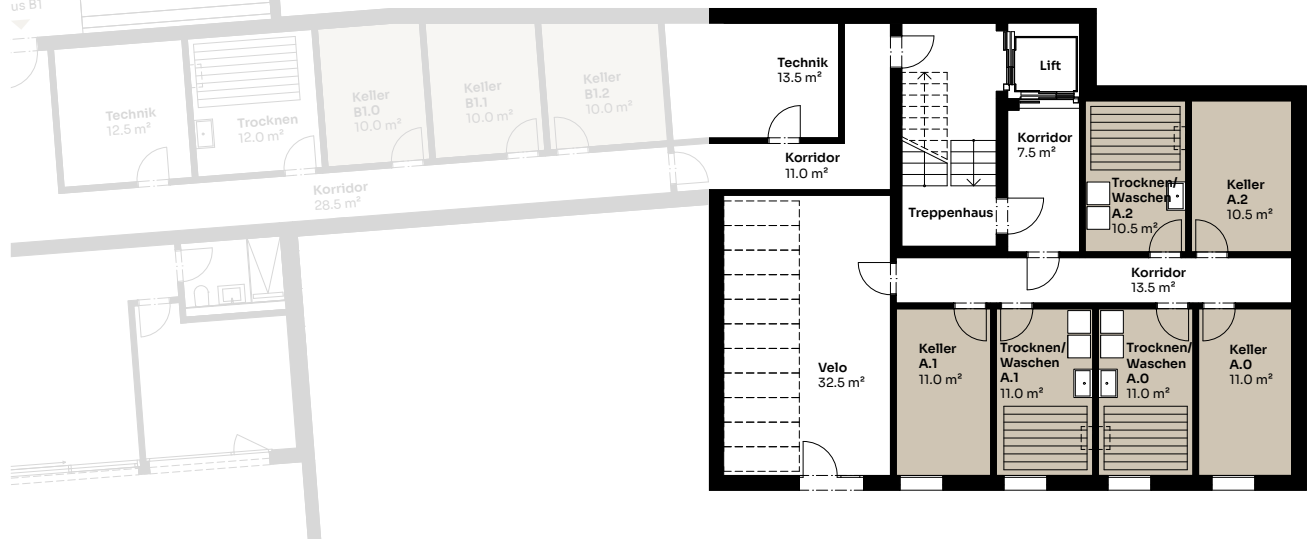 us B1
Technik
12.5 m²
Trocknen
12.0 m²
Keller
B1.0
10.0 m²
Keller
B1.1
10.0 m²
Keller
B1.2
10.0 m²
Korridor
28.5 m²
Technik
13.5 m²
Korridor
11.0 m²
Lift
Korridor
7.5 m²
Treppenhaus
Trocknen/
Waschen
A.2
10.5 m²
Keller
A.2
10.5 m²
Korridor
13.5 m²
Velo
32.5 m²
Keller
A.1
11.0 m²
Trocknen/
Waschen
A.1
11.0 m²
Trocknen/
Waschen
A.0
11.0 m²
Keller
A.0
11.0 m²